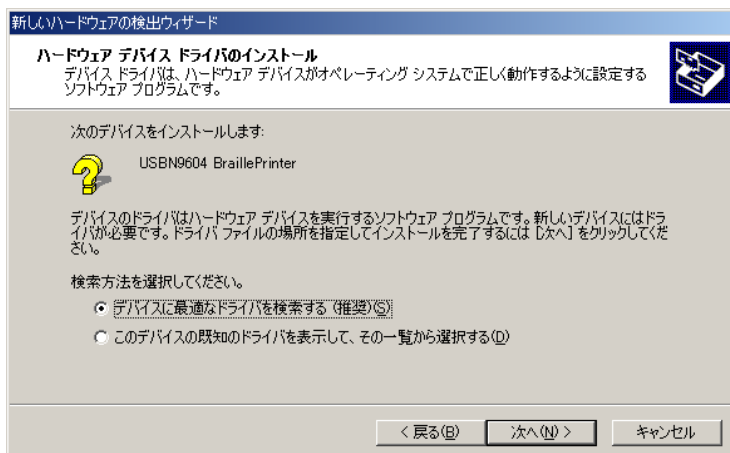 新しいハードウェアの検出ウィザード
ハードウェア デバイス ドライバのインストール
デバイス ドライバは、ハードウェア デバイスがオペレーティング システムで正しく動作するように設定する
ソフトウェア プログラムです。
次のデバイスをインストールします:
USBN9604 BraillePrinter
デバイスのドライバはハードウェア デバイスを実行するソフトウェア プログラムです。新しいデバイスにはドラ
イバが必要です。ドライバ ファイルの場所を指定してインストールを完了するには [次へ] をクリックしてくだ
さい。
検索方法を選択してください。
デバイスに最適なドライバを検索する (推奨)(S)
このデバイスの既知のドライバを表示して、その一覧から選択する(D)
< 戻る(B) 次へ(N) > キャンセル